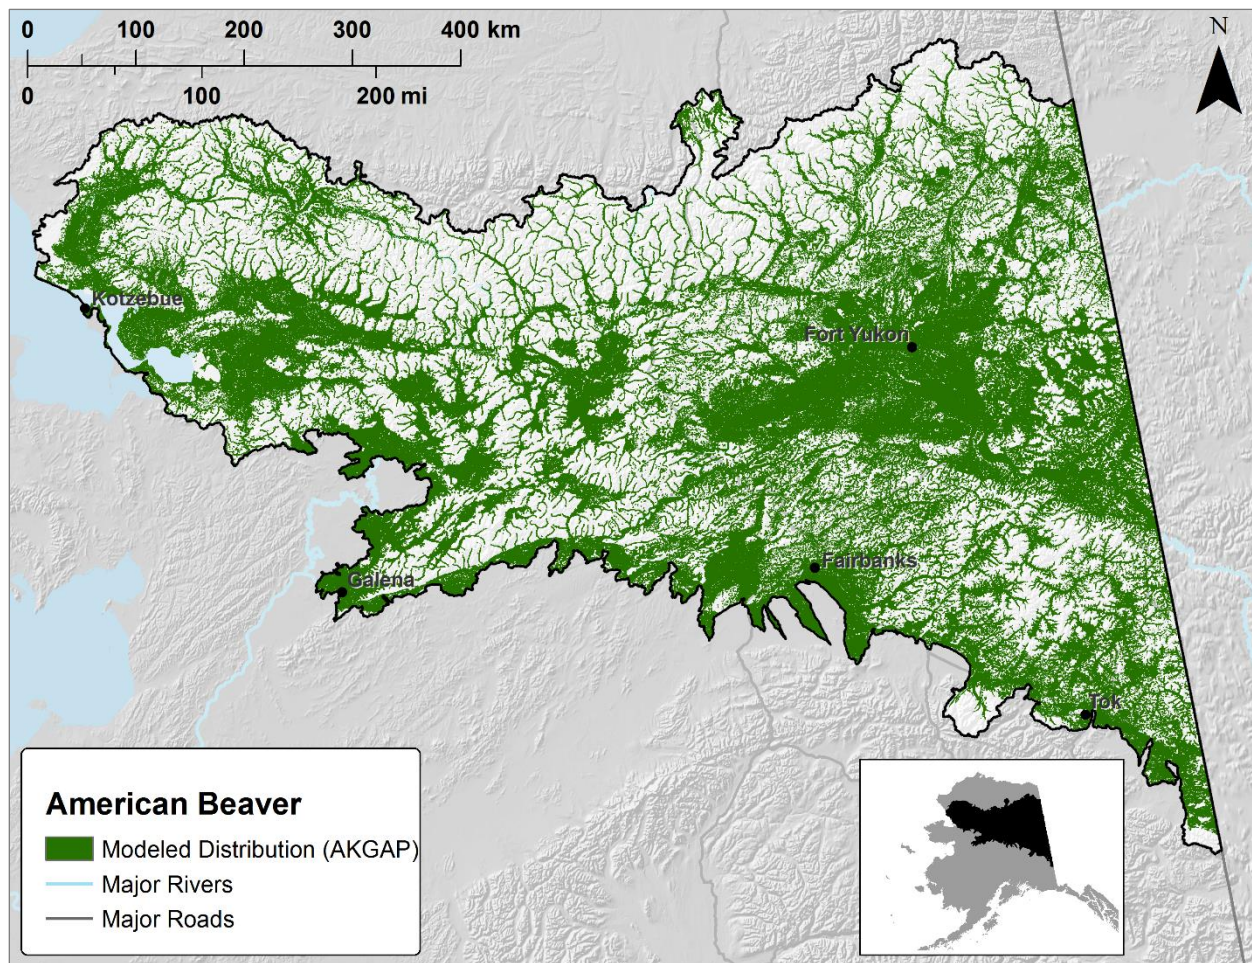 0 100 200 300 400 km
0 100 200 mi
N
Kotzebue
Fort Yukon
Fairbanks
Galena
Tok
American Beaver
Modeled Distribution (AKGAP)
Major Rivers
Major Roads